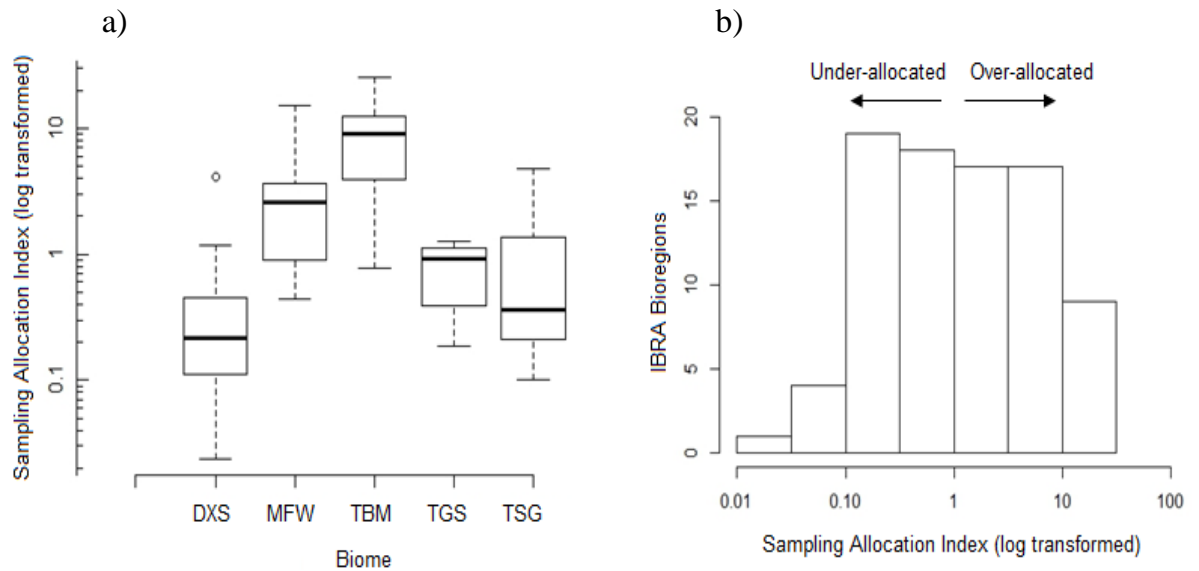 a)
Sampling Allocation Index (log transformed)
10
1
0.1
DXS MFW TBM TGS TSG
Biome
b)
Under-allocated Over-allocated
IBRA Bioregions
20
15
10
5
0
0.01 0.10 1 10 100
Sampling Allocation Index (log transformed)